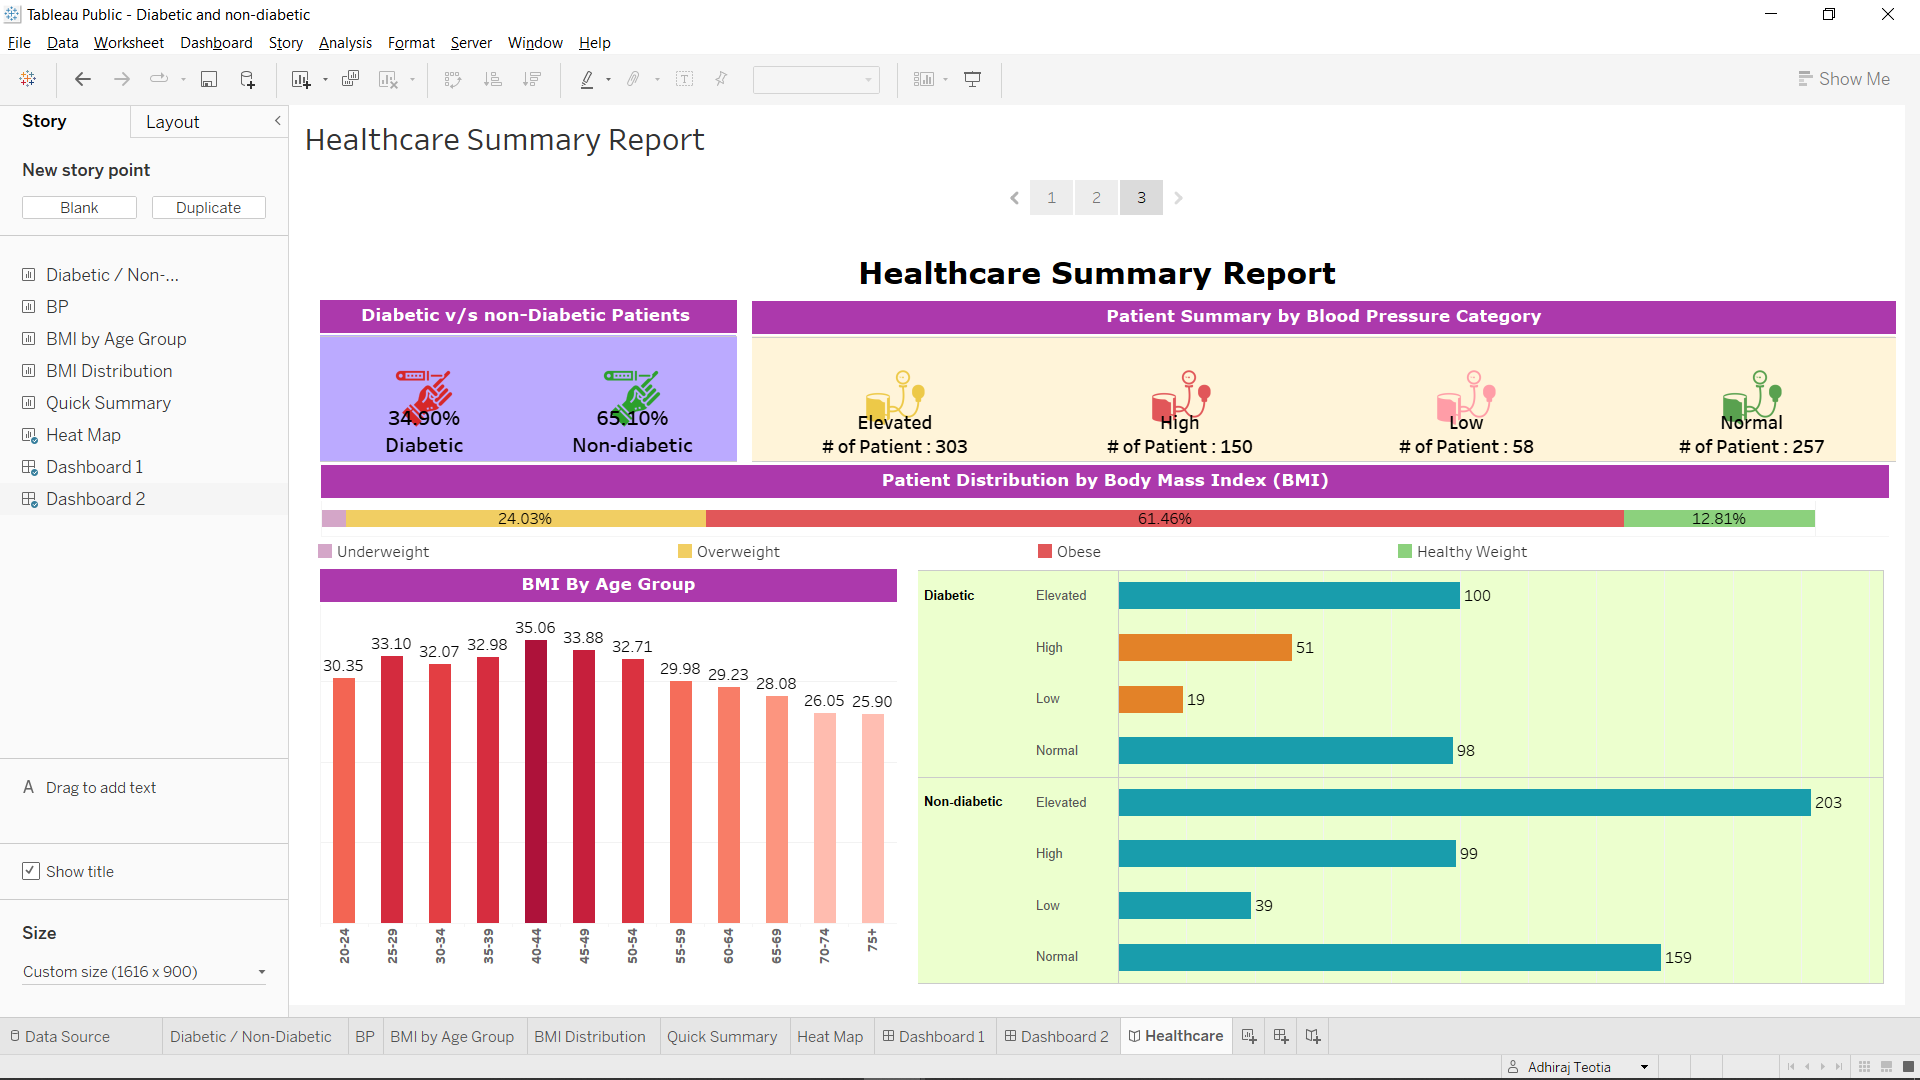 Tableau Public - Diabetic and non-diabetic
File Data Worksheet Dashboard Story Analysis Format Server Window Help
Show Me
Story Layout
New story point
Blank Duplicate
Diabetic / Non-...
BP
BMI by Age Group
BMI Distribution
Quick Summary
Heat Map
Dashboard 1
Dashboard 2
A Drag to add text
Show title
Size
Custom size (1616 x 900)
Healthcare Summary Report
1 2 3
Healthcare Summary Report
Diabetic v/s non-Diabetic Patients
34.90% 65.10%
Diabetic Non-diabetic
Patient Summary by Blood Pressure Category
Elevated High Low Normal
# of Patient : 303 # of Patient : 150 # of Patient : 58 # of Patient : 257
Patient Distribution by Body Mass Index (BMI)
24.03% 61.46% 12.81%
Underweight Overweight Obese Healthy Weight
BMI By Age Group
30.35 33.10 32.07 32.98 35.06 33.88 32.71 29.98 29.23 28.08 26.05 25.90
20-24 25-29 30-34 35-39 40-44 45-49 50-54 55-59 60-64 65-69 70-74 75+
Diabetic Elevated 100
High 51
Low 19
Normal 98
Non-diabetic Elevated 203
High 99
Low 39
Normal 159
Data Source Diabetic / Non-Diabetic BP BMI by Age Group BMI Distribution Quick Summary Heat Map Dashboard 1 Dashboard 2 Healthcare
Adhiraj Teotia